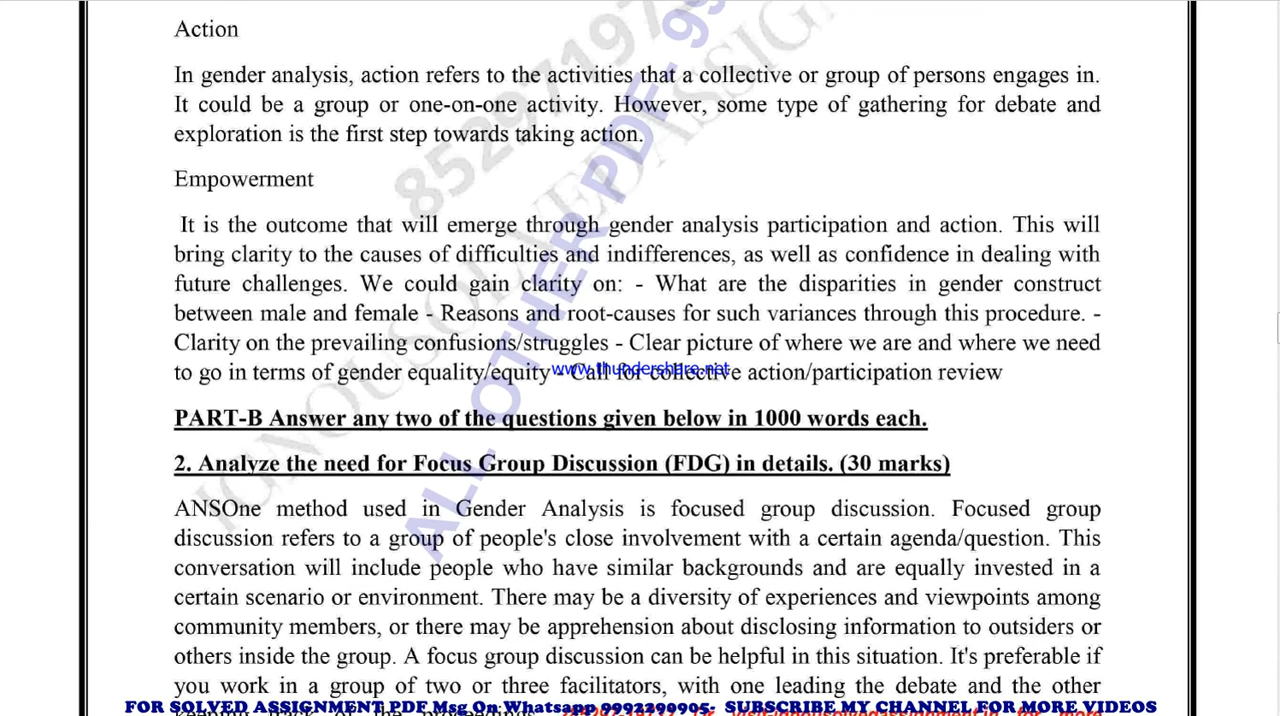 Action
In gender analysis, action refers to the activities that a collective or group of persons engages in.
It could be a group or one-on-one activity. However, some type of gathering for debate and
exploration is the first step towards taking action.
Empowerment
It is the outcome that will emerge through gender analysis participation and action. This will
bring clarity to the causes of difficulties and indifferences, as well as confidence in dealing with
future challenges. We could gain clarity on: - What are the disparities in gender construct
between male and female - Reasons and root-causes for such variances through this procedure. -
Clarity on the prevailing confusions/struggles - Clear picture of where we are and where we need
to go in terms of gender equality/equity - Call for collective action/participation review
www.thundershare.net
PART-B Answer any two of the questions given below in 1000 words each.
2. Analyze the need for Focus Group Discussion (FDG) in details. (30 marks)
ANSOne method used in Gender Analysis is focused group discussion. Focused group
discussion refers to a group of people's close involvement with a certain agenda/question. This
conversation will include people who have similar backgrounds and are equally invested in a
certain scenario or environment. There may be a diversity of experiences and viewpoints among
community members, or there may be apprehension about disclosing information to outsiders or
others inside the group. A focus group discussion can be helpful in this situation. It's preferable if
you work in a group of two or three facilitators, with one leading the debate and the other
FOR SOLVED ASSIGNMENT PDF Msg On Whatsapp 9992299905- SUBSCRIBE MY CHANNEL FOR MORE VIDEOS
ALL OTHER PDF